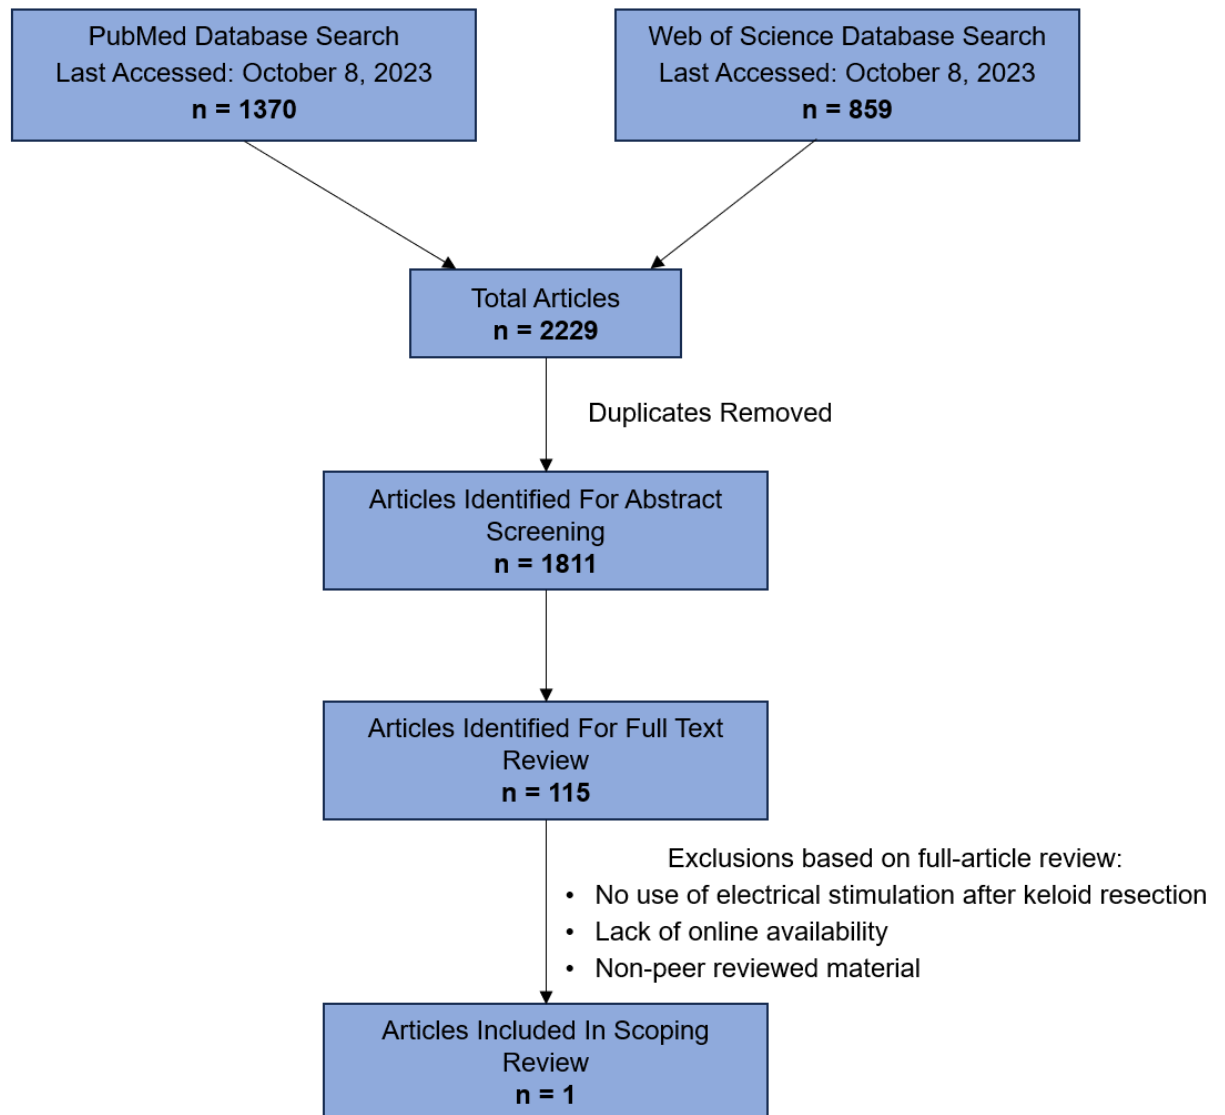 PubMed Database Search
Last Accessed: October 8, 2023
n = 1370
Web of Science Database Search
Last Accessed: October 8, 2023
n = 859
Total Articles
n = 2229
Duplicates Removed
Articles Identified For Abstract
Screening
n = 1811
Articles Identified For Full Text
Review
n = 115
Exclusions based on full-article review:
• No use of electrical stimulation after keloid resection
• Lack of online availability
• Non-peer reviewed material
Articles Included In Scoping
Review
n = 1